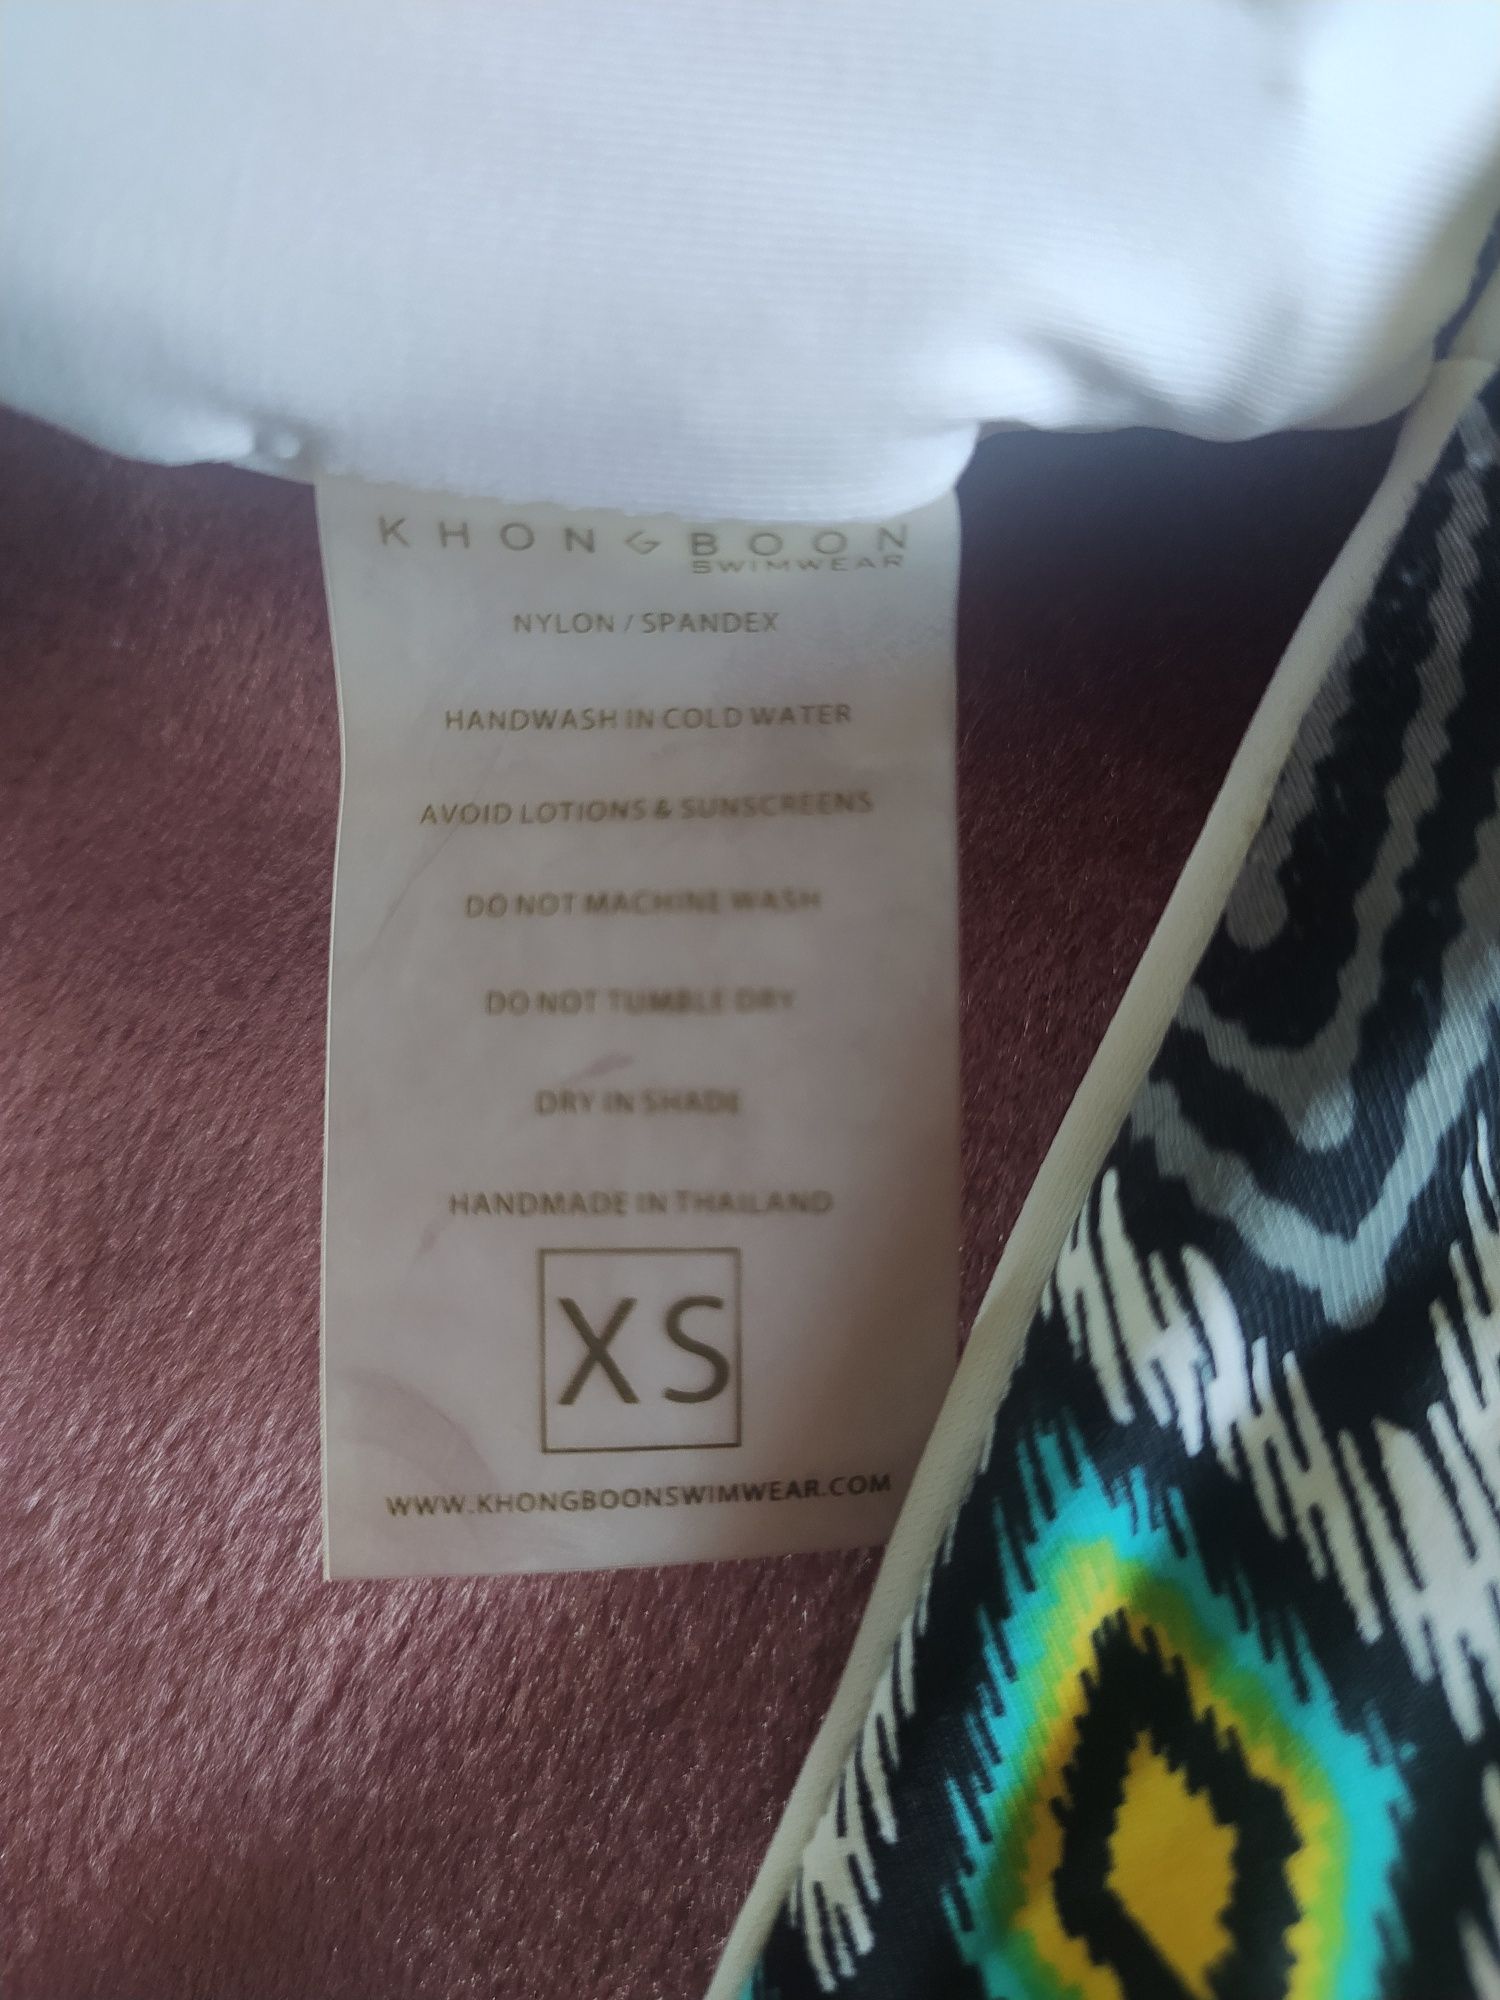 KHONGBOON
SWIMWEAR
NYLON / SPANDEX
HANDWASH IN COLD WATER
AVOID LOTIONS & SUNSCREENS
DO NOT MACHINE WASH
DO NOT TUMBLE DRY
DRY IN SHADE
HANDMADE IN THAILAND
XS
WWW.KHONGBOONSWIMWEAR.COM